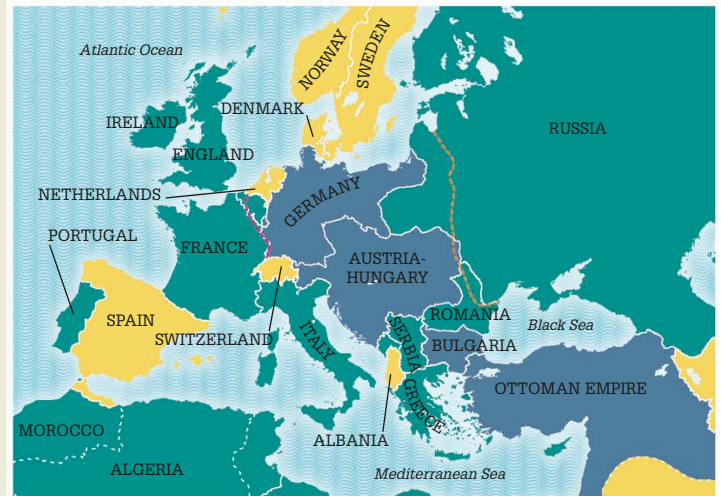 Atlantic Ocean
NORWAY
SWEDEN
DENMARK
IRELAND
ENGLAND
RUSSIA
NETHERLANDS
GERMANY
PORTUGAL
FRANCE
AUSTRIA-
HUNGARY
SPAIN
SWITZERLAND
ITALY
ROMANIA
SERBIA
BULGARIA
Black Sea
GREECE
OTTOMAN EMPIRE
MOROCCO
ALBANIA
ALGERIA
Mediterranean Sea